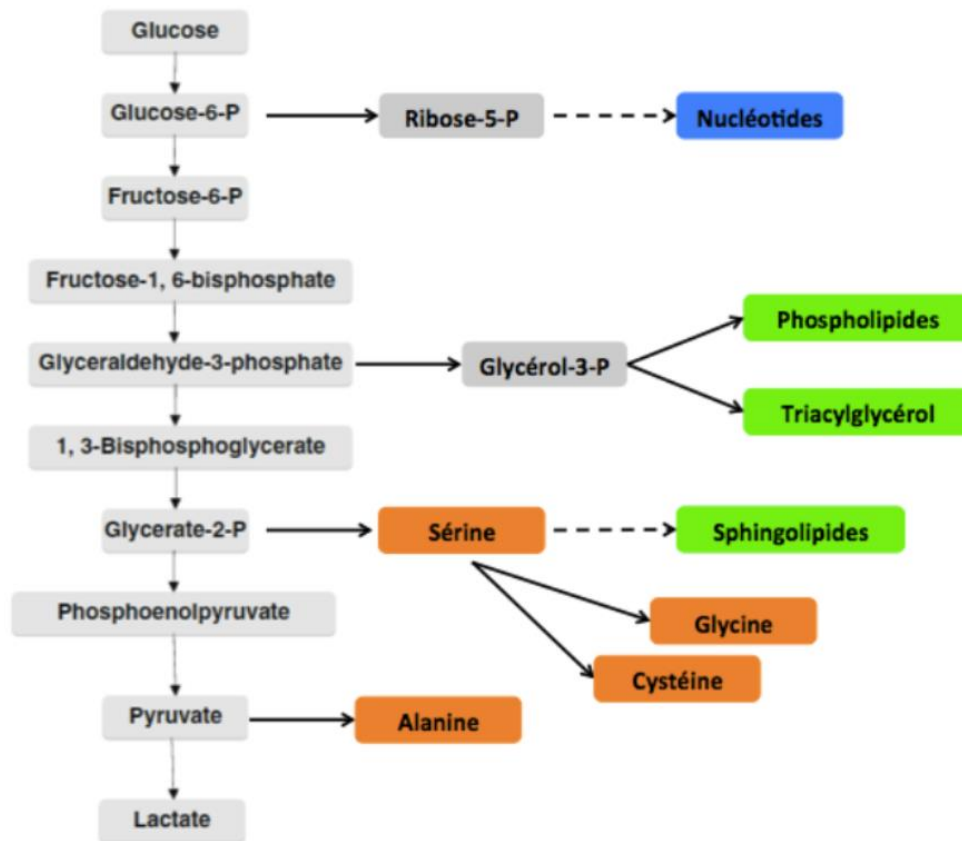 Glucose
Glucose-6-P
Ribose-5-P
Nucléotides
Fructose-6-P
Fructose-1, 6-bisphosphate
Phospholipides
Glyceraldehyde-3-phosphate
Glycérol-3-P
Triacylglycérol
1, 3-Bisphosphoglycerate
Glycerate-2-P
Sérine
Sphingolipides
Phosphoenolpyruvate
Glycine
Cystéine
Pyruvate
Alanine
Lactate